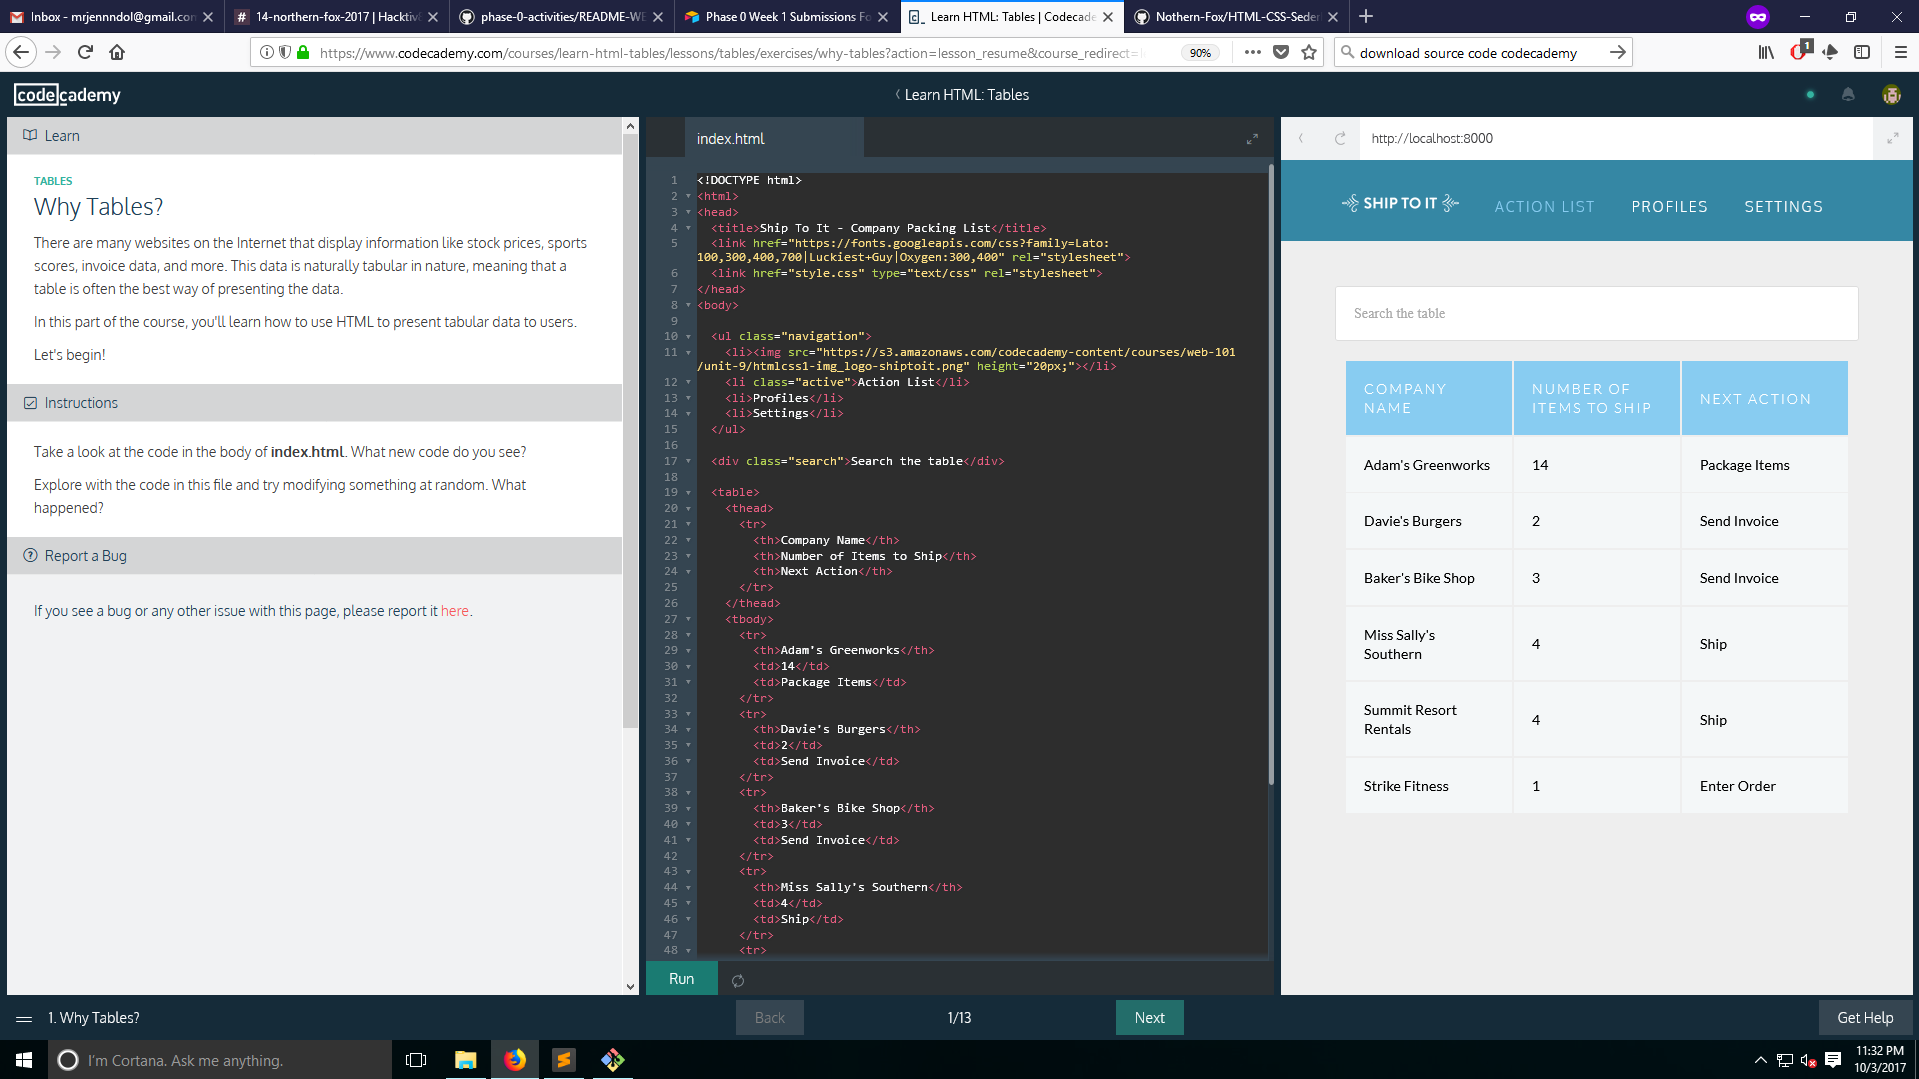 Inbox - mrjennndol@gmail.con
14-northern-fox-2017 | Hacktiv
phase-0-activities/README-WE
Phase 0 Week 1 Submissions Fo
Learn HTML: Tables | Codecade
Nothern-Fox/HTML-CSS-Seder
https://www.codecademy.com/courses/learn-html-tables/lessons/tables/exercises/why-tables?action=lesson_resume&course_redirect=l
90%
download source code codecademy
1
codecademy
Learn HTML: Tables
Learn
TABLES
Why Tables?
There are many websites on the Internet that display information like stock prices, sports
scores, invoice data, and more. This data is naturally tabular in nature, meaning that a
table is often the best way of presenting the data.
In this part of the course, you'll learn how to use HTML to present tabular data to users.
Let's begin!
Instructions
Take a look at the code in the body of index.html. What new code do you see?
Explore with the code in this file and try modifying something at random. What
happened?
Report a Bug
If you see a bug or any other issue with this page, please report it here.
index.html
1 <!DOCTYPE html>
2 <html>
3 <head>
4 <title>Ship To It - Company Packing List</title>
5 <link href="https://fonts.googleapis.com/css?family=Lato:
100,300,400,700|Luckiest+Guy|Oxygen:300,400" rel="stylesheet">
6 <link href="style.css" type="text/css" rel="stylesheet">
7 </head>
8 <body>
9
10 <ul class="navigation">
11 <li><img src="https://s3.amazonaws.com/codecademy-content/courses/web-101
/unit-9/htmlcss1-img_logo-shiptoit.png" height="20px;"></li>
12 <li class="active">Action List</li>
13 <li>Profiles</li>
14 <li>Settings</li>
15 </ul>
16
17 <div class="search">Search the table</div>
18
19 <table>
20 <thead>
21 <tr>
22 <th>Company Name</th>
23 <th>Number of Items to Ship</th>
24 <th>Next Action</th>
25 </tr>
26 </thead>
27 <tbody>
28 <tr>
29 <th>Adam's Greenworks</th>
30 <td>14</td>
31 <td>Package Items</td>
32 </tr>
33 <tr>
34 <th>Davie's Burgers</th>
35 <td>2</td>
36 <td>Send Invoice</td>
37 </tr>
38 <tr>
39 <th>Baker's Bike Shop</th>
40 <td>3</td>
41 <td>Send Invoice</td>
42 </tr>
43 <tr>
44 <th>Miss Sally's Southern</th>
45 <td>4</td>
46 <td>Ship</td>
47 </tr>
48 <tr>
Run
http://localhost:8000
SHIP TO IT
ACTION LIST
PROFILES
SETTINGS
Search the table
COMPANY NAME
NUMBER OF ITEMS TO SHIP
NEXT ACTION
Adam's Greenworks 14 Package Items
Davie's Burgers 2 Send Invoice
Baker's Bike Shop 3 Send Invoice
Miss Sally's Southern 4 Ship
Summit Resort Rentals 4 Ship
Strike Fitness 1 Enter Order
1. Why Tables?
Back
1/13
Next
Get Help
I'm Cortana. Ask me anything.
11:32 PM
10/3/2017